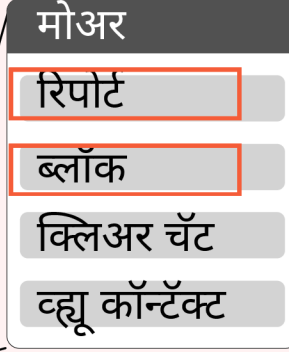 मोअर
रिपोर्ट
ब्लॉक
क्लिअर चॅट
व्ह्यू कॉन्टॅक्ट